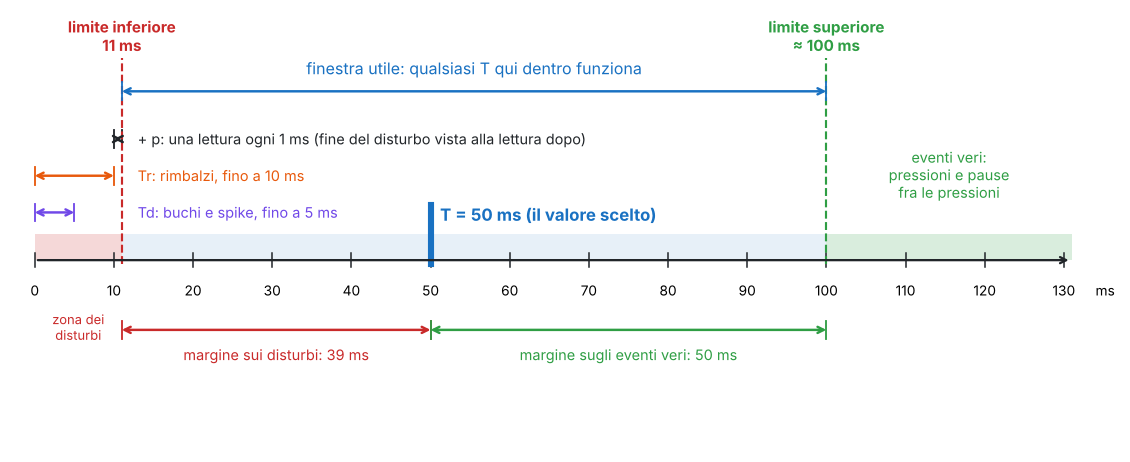 limite inferiore
11 ms
limite superiore
≈ 100 ms
finestra utile: qualsiasi T qui dentro funziona
+ p: una lettura ogni 1 ms (fine del disturbo vista alla lettura dopo)
eventi veri:
pressioni e pause
fra le pressioni
Tr: rimbalzi, fino a 10 ms
Td: buchi e spike, fino a 5 ms
T = 50 ms (il valore scelto)
0 10 20 30 40 50 60 70 80 90 100 110 120 130 ms
zona dei
disturbi
margine sui disturbi: 39 ms
margine sugli eventi veri: 50 ms